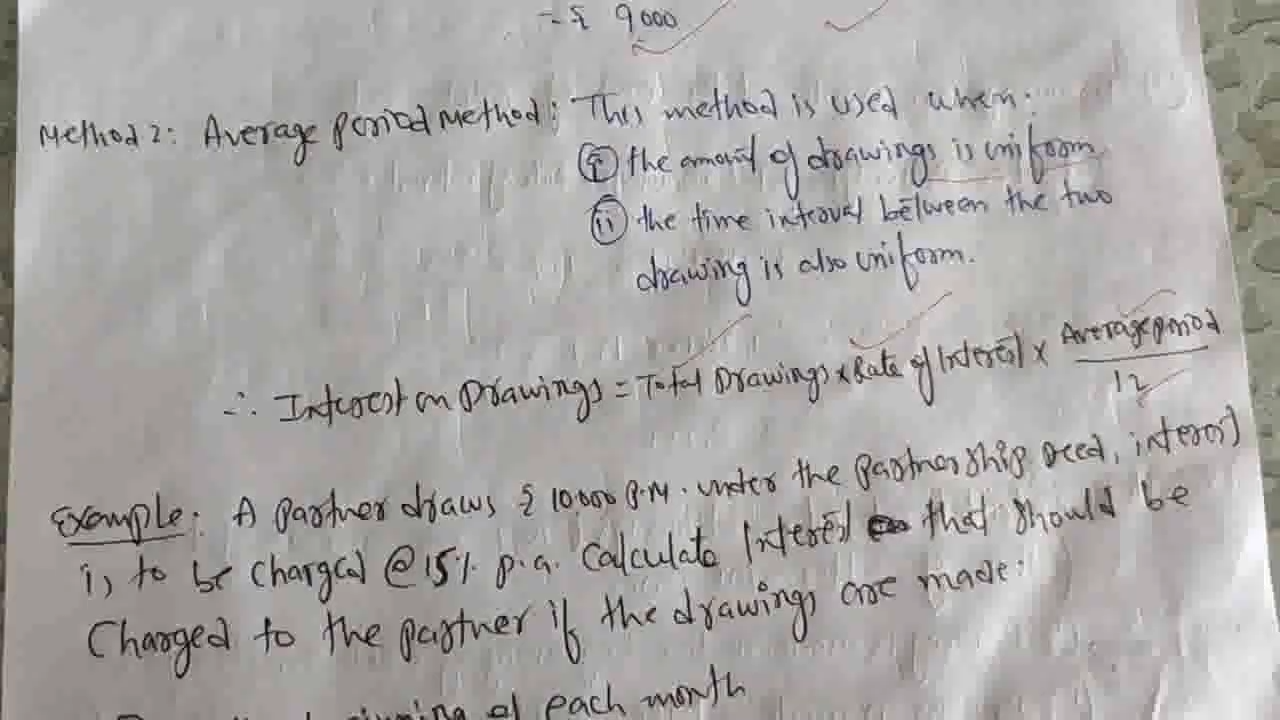 = ₹ 9000
Method 2: Average period Method: This method is used when:
(i) the amount of drawings is uniform
(ii) the time interval between the two
drawing is also uniform.
∴ Interest on Drawings = Total Drawings x Rate of Interest x Average period / 12
Example: A partner draws ₹ 10000 P.M. under the partnership Deed, interest
is to be charged @ 15% p.a. Calculate Interest that should be
Charged to the partner if the drawings are made:
beginning of each month